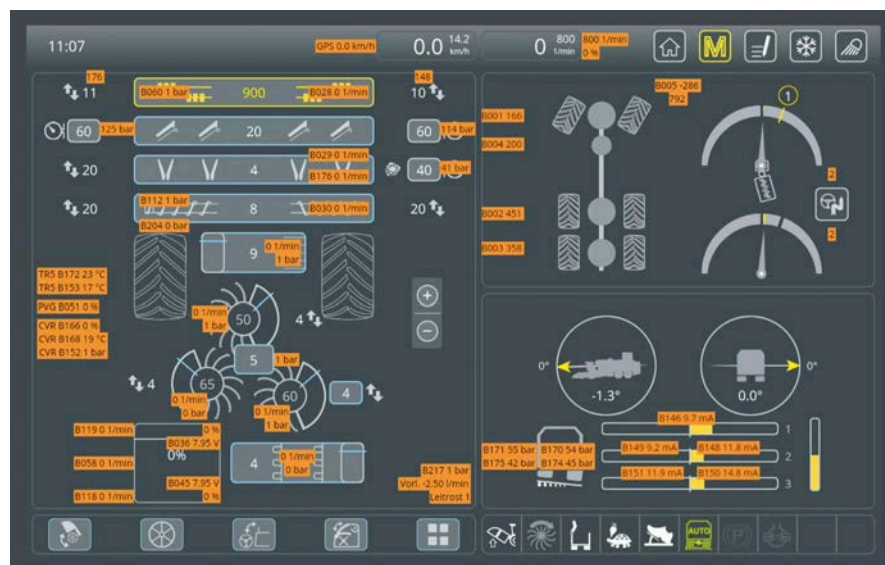 11:07
GPS 0.0 km/h
0.0 14.2 km/h
0 800 1/min
800 1/min
0 %
M
176
11
B060 1 bar
900
B028 0 1/min
148
10
60
125 bar
20
60
114 bar
20
B029 0 1/min
4
B176 0 1/min
40
41 bar
20
B112 1 bar
8
B030 0 1/min
20
B204 0 bar
9
0 1/min
1 bar
TR5 B172 23 °C
TR5 B153 17 °C
PVG B051 0 %
CVR B166 0 %
CVR B168 19 °C
CVR B152 1 bar
0 1/min
1 bar
50
4
5
1 bar
4
65
0 1/min
0 bar
60
0 1/min
1 bar
4
B119 0 1/min
0 %
B036 7.95 V
0%
B058 0 1/min
B045 7.95 V
B118 0 1/min
0 %
4
0 1/min
0 bar
B217 1 bar
Vorl. -2.50 l/min
Leitrost 1
B005 -286
792
1
B001 166
B004 200
2
B002 451
2
B003 358
0°
-1.3°
0.0°
0°
B146 9.7 mA
1
B171 55 bar
B170 54 bar
B149 9.2 mA
B148 11.8 mA
2
B175 42 bar
B174 45 bar
B151 11.9 mA
B150 14.8 mA
3
AUTO
(P)